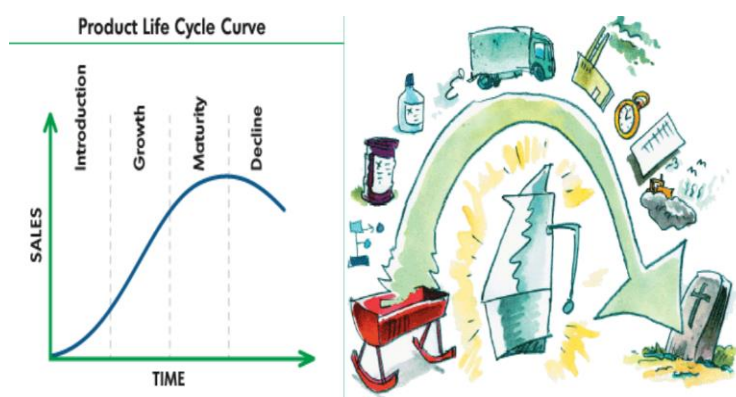 Product Life Cycle Curve
Introduction
Growth
Maturity
Decline
SALES
TIME